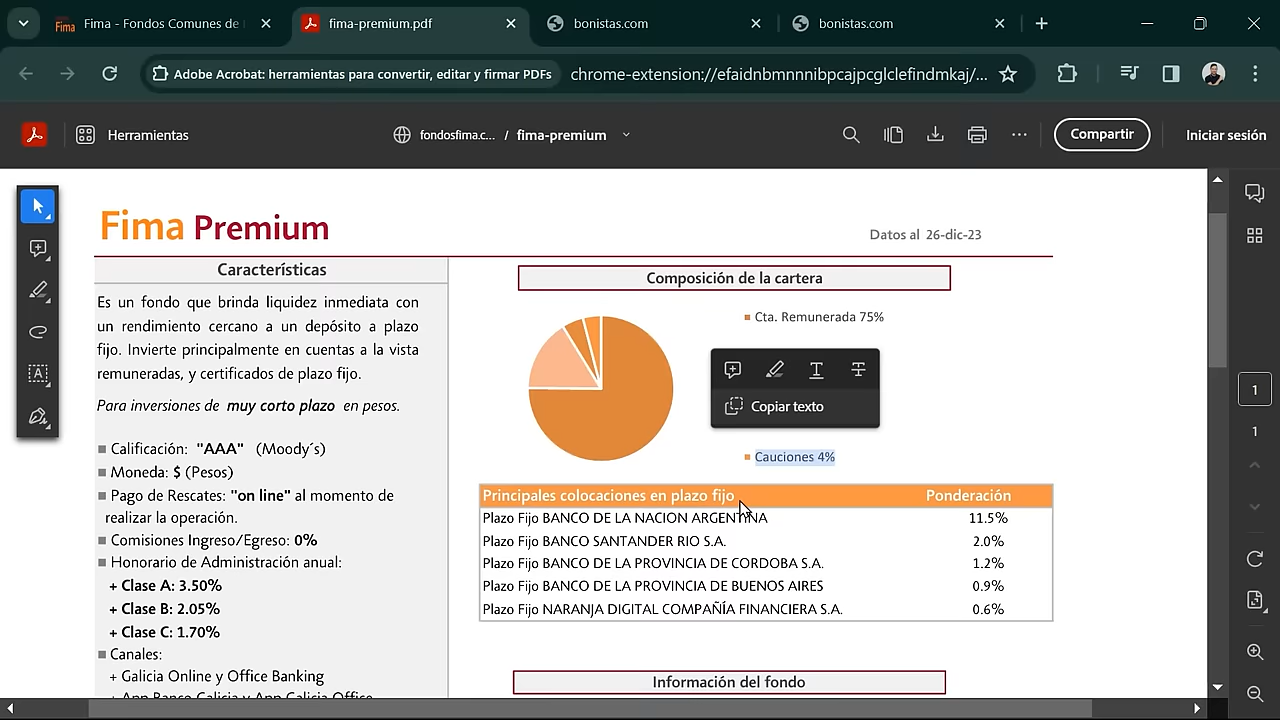 Fima - Fondos Comunes de
fima-premium.pdf
bonistas.com
bonistas.com
Adobe Acrobat: herramientas para convertir, editar y firmar PDFs
chrome-extension://efaidnbmnnnibpcajpcglclefindmkaj/...
Herramientas
fondosfima.c... / fima-premium
Compartir
Iniciar sesión
Fima Premium
Datos al 26-dic-23
Características
Es un fondo que brinda liquidez inmediata con
un rendimiento cercano a un depósito a plazo
fijo. Invierte principalmente en cuentas a la vista
remuneradas, y certificados de plazo fijo.
Para inversiones de muy corto plazo en pesos.
Calificación: "AAA" (Moody´s)
Moneda: $ (Pesos)
Pago de Rescates: "on line" al momento de
realizar la operación.
Comisiones Ingreso/Egreso: 0%
Honorario de Administración anual:
+ Clase A: 3.50%
+ Clase B: 2.05%
+ Clase C: 1.70%
Canales:
+ Galicia Online y Office Banking
+ App Banco Galicia y App Galicia Office
Composición de la cartera
Cta. Remunerada 75%
Copiar texto
Cauciones 4%
Principales colocaciones en plazo fijo Ponderación
Plazo Fijo BANCO DE LA NACION ARGENTINA 11.5%
Plazo Fijo BANCO SANTANDER RIO S.A. 2.0%
Plazo Fijo BANCO DE LA PROVINCIA DE CORDOBA S.A. 1.2%
Plazo Fijo BANCO DE LA PROVINCIA DE BUENOS AIRES 0.9%
Plazo Fijo NARANJA DIGITAL COMPAÑÍA FINANCIERA S.A. 0.6%
Información del fondo
1
1